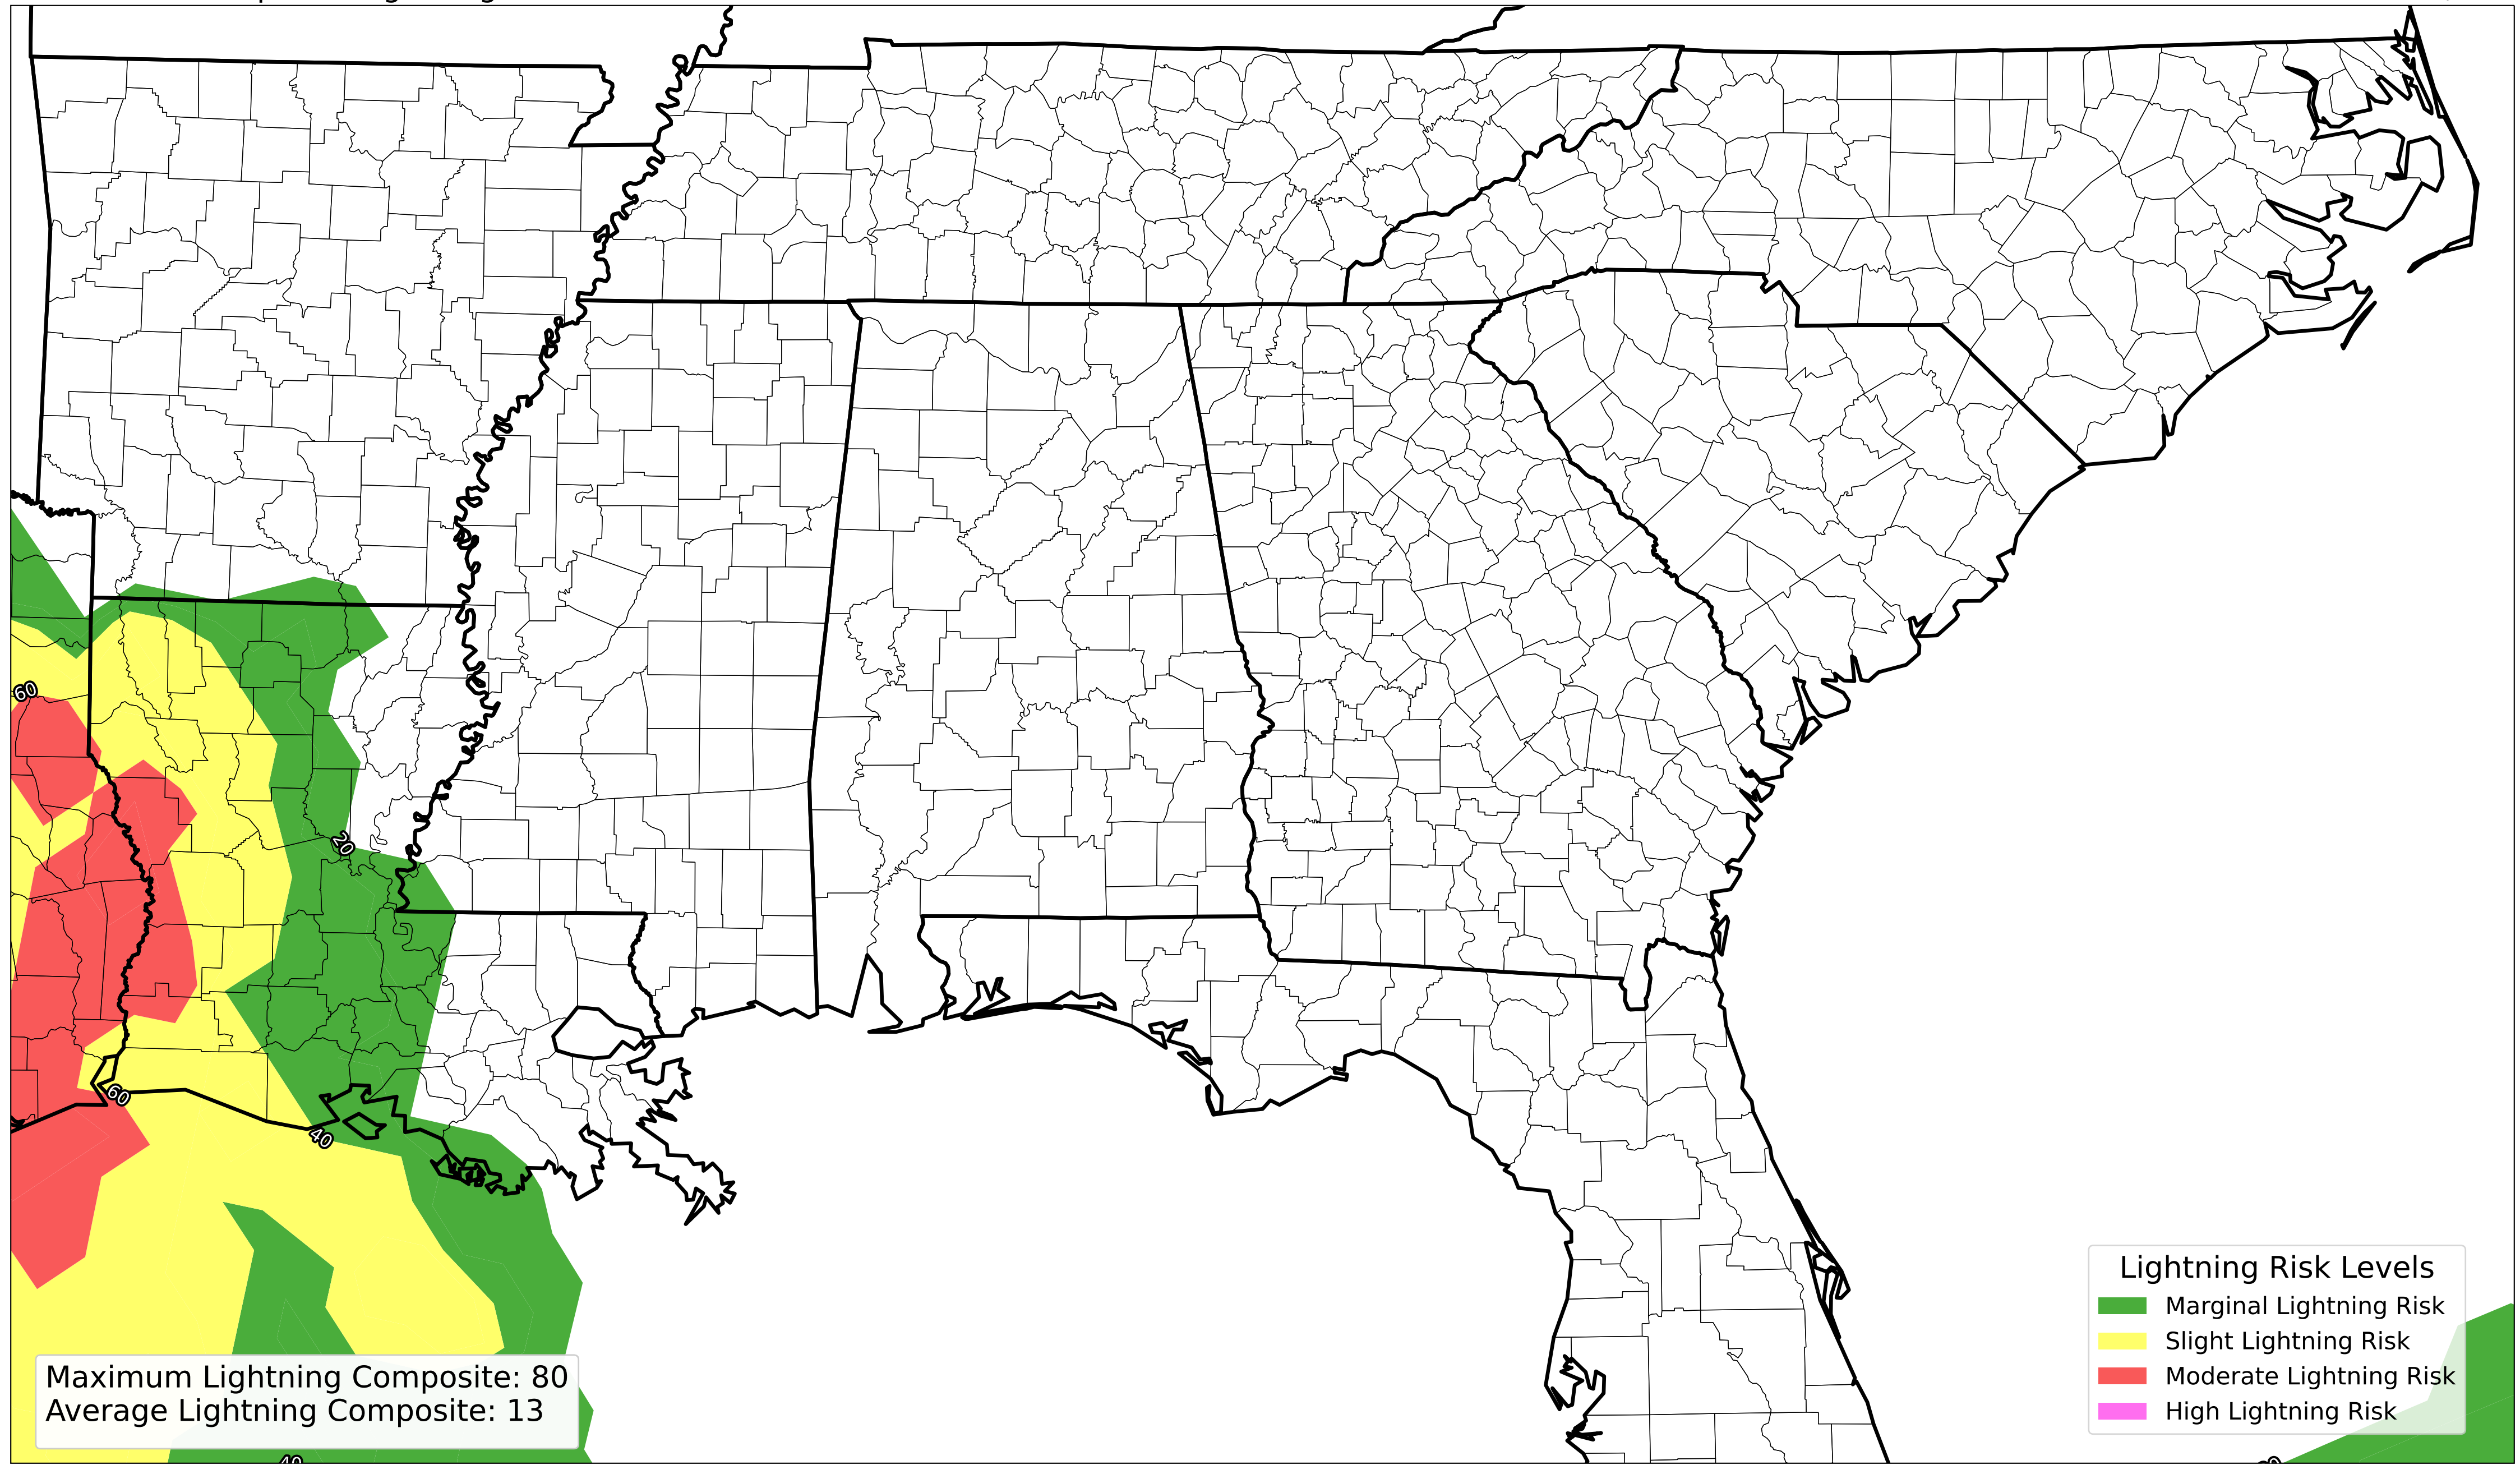 60
20
60
40
Lightning Risk Levels
Marginal Lightning Risk
Slight Lightning Risk
Moderate Lightning Risk
High Lightning Risk
Maximum Lightning Composite: 80
Average Lightning Composite: 13